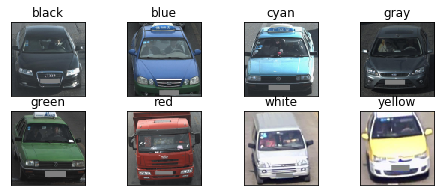 black blue cyan gray
green red white yellow